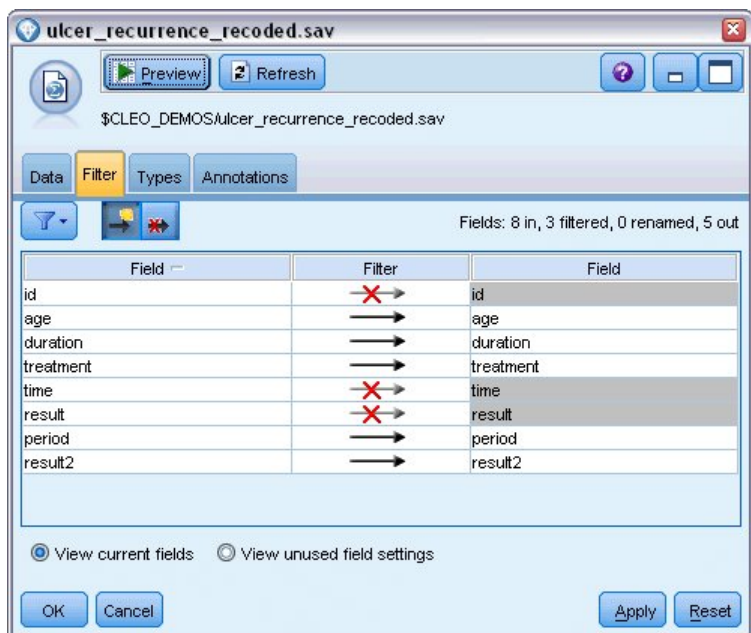 ulcer_recurrence_recoded.sav
Preview Refresh
$CLEO_DEMOS/ulcer_recurrence_recoded.sav
Data Filter Types Annotations
Fields: 8 in, 3 filtered, 0 renamed, 5 out
Field Filter Field
id id
age age
duration duration
treatment treatment
time time
result result
period period
result2 result2
View current fields View unused field settings
OK Cancel Apply Reset